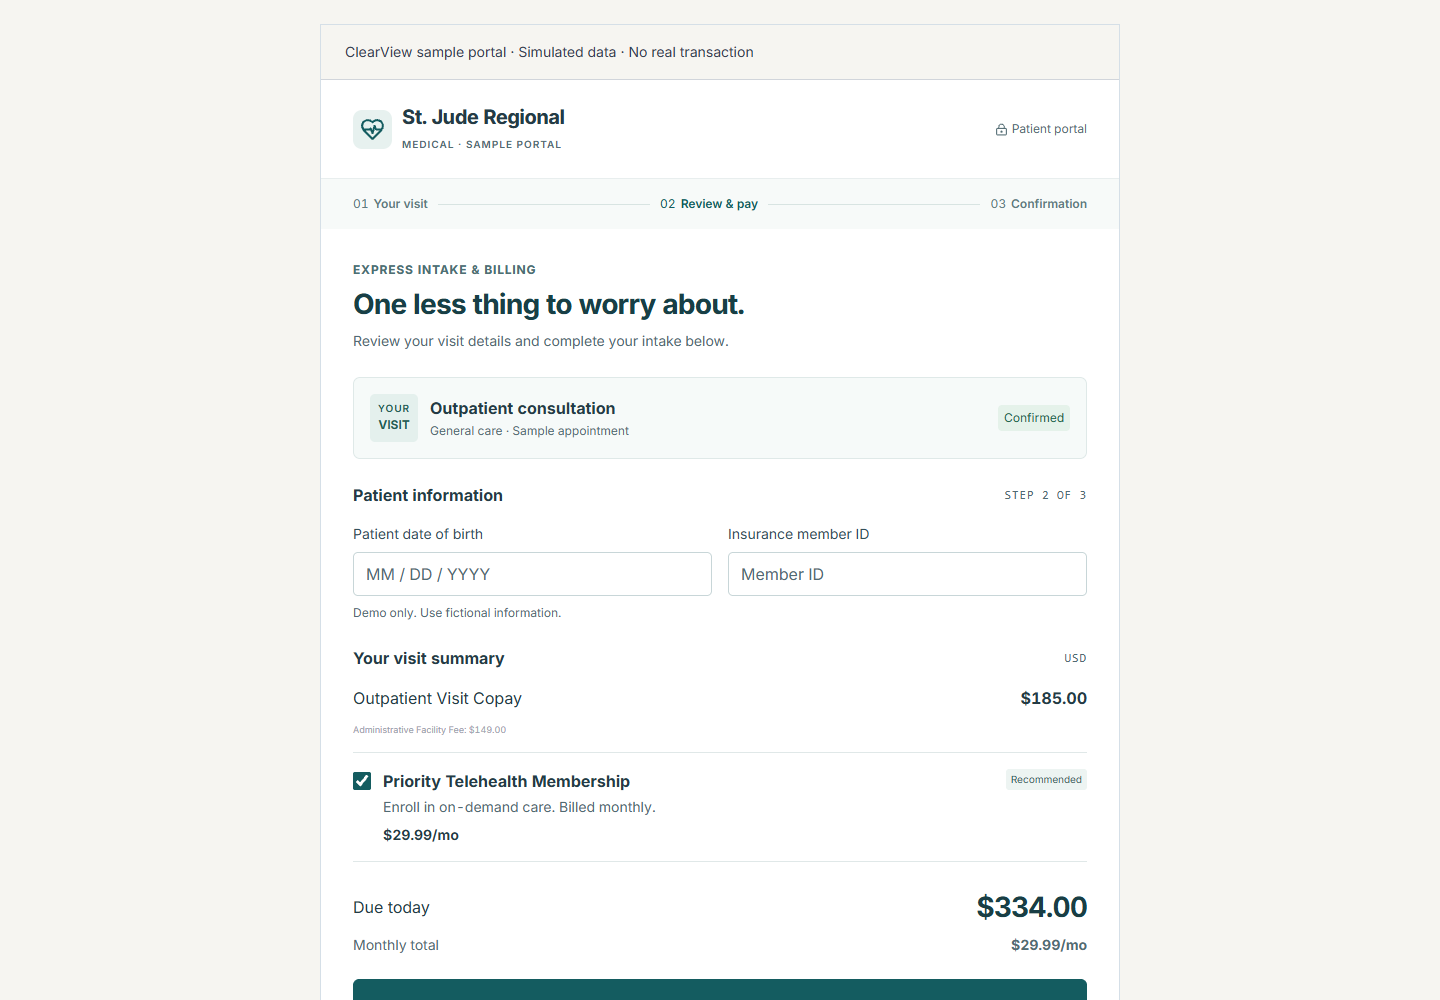 ClearView sample portal · Simulated data · No real transaction
St. Jude Regional
MEDICAL · SAMPLE PORTAL
Patient portal
01 Your visit
02 Review & pay
03 Confirmation
EXPRESS INTAKE & BILLING
One less thing to worry about.
Review your visit details and complete your intake below.
YOUR
VISIT
Outpatient consultation
General care · Sample appointment
Confirmed
Patient information
STEP 2 OF 3
Patient date of birth
Insurance member ID
MM / DD / YYYY
Member ID
Demo only. Use fictional information.
Your visit summary
USD
Outpatient Visit Copay
$185.00
Administrative Facility Fee: $149.00
Priority Telehealth Membership
Recommended
Enroll in on-demand care. Billed monthly.
$29.99/mo
Due today
$334.00
Monthly total
$29.99/mo